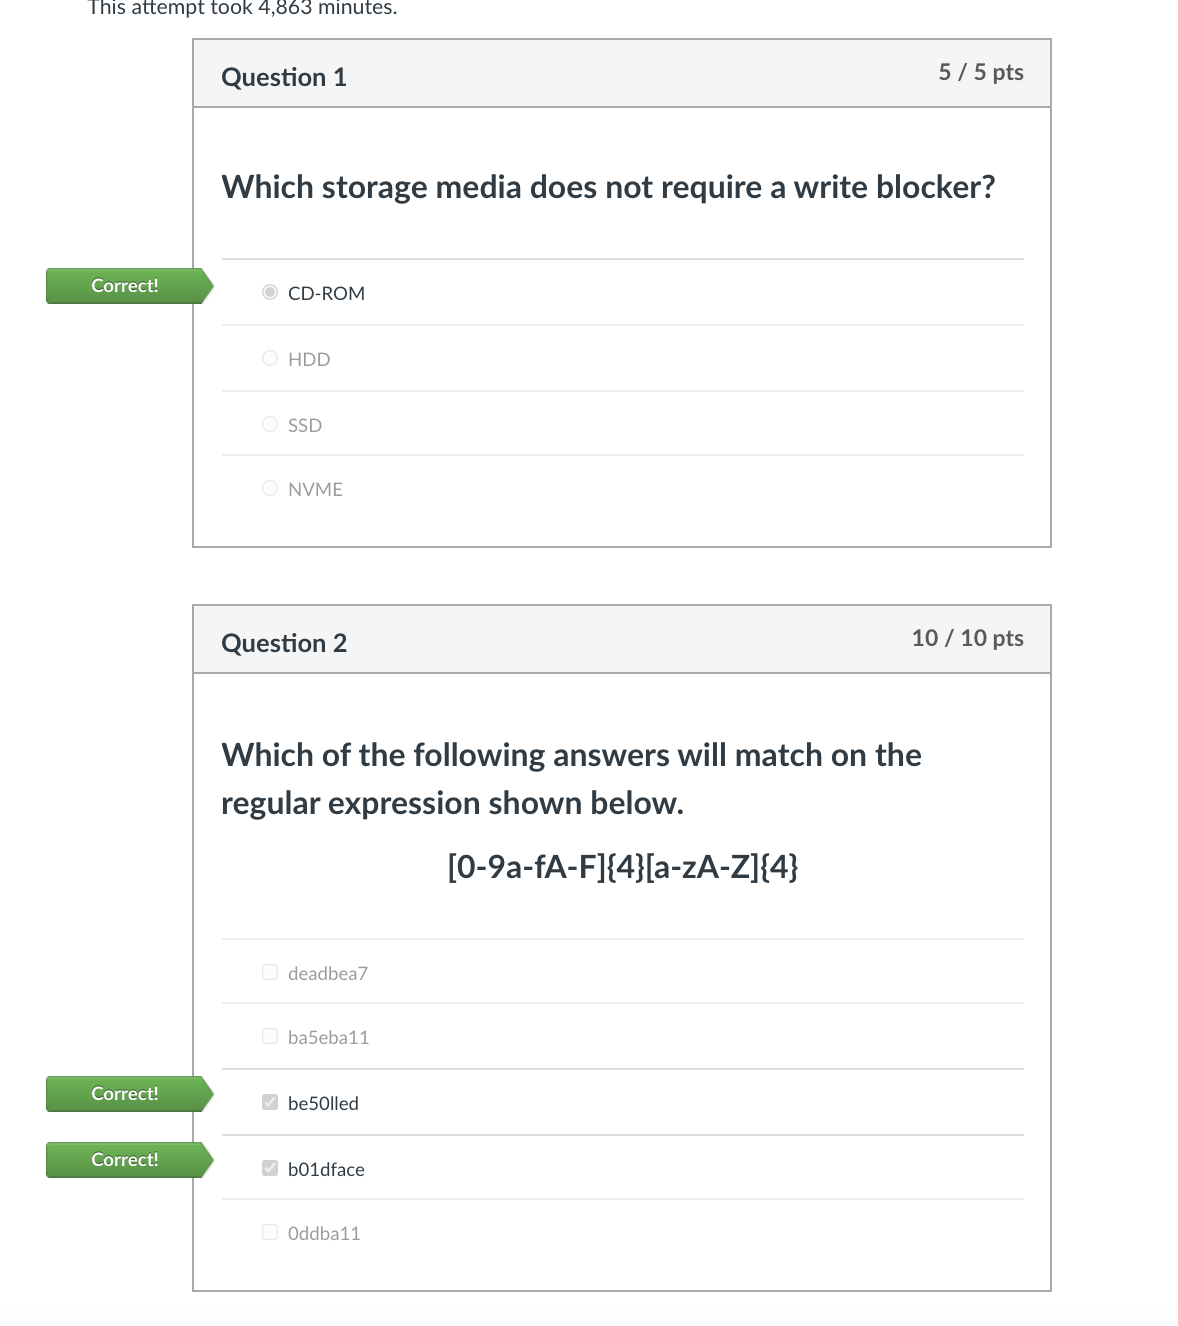 This attempt took 4,863 minutes.
Question 1
5 / 5 pts
Which storage media does not require a write blocker?
Correct!
CD-ROM
HDD
SSD
NVME
Question 2
10 / 10 pts
Which of the following answers will match on the
regular expression shown below.
[0-9a-fA-F]{4}[a-zA-Z]{4}
deadbea7
ba5eba11
Correct!
be50lled
Correct!
b01dface
0ddba11